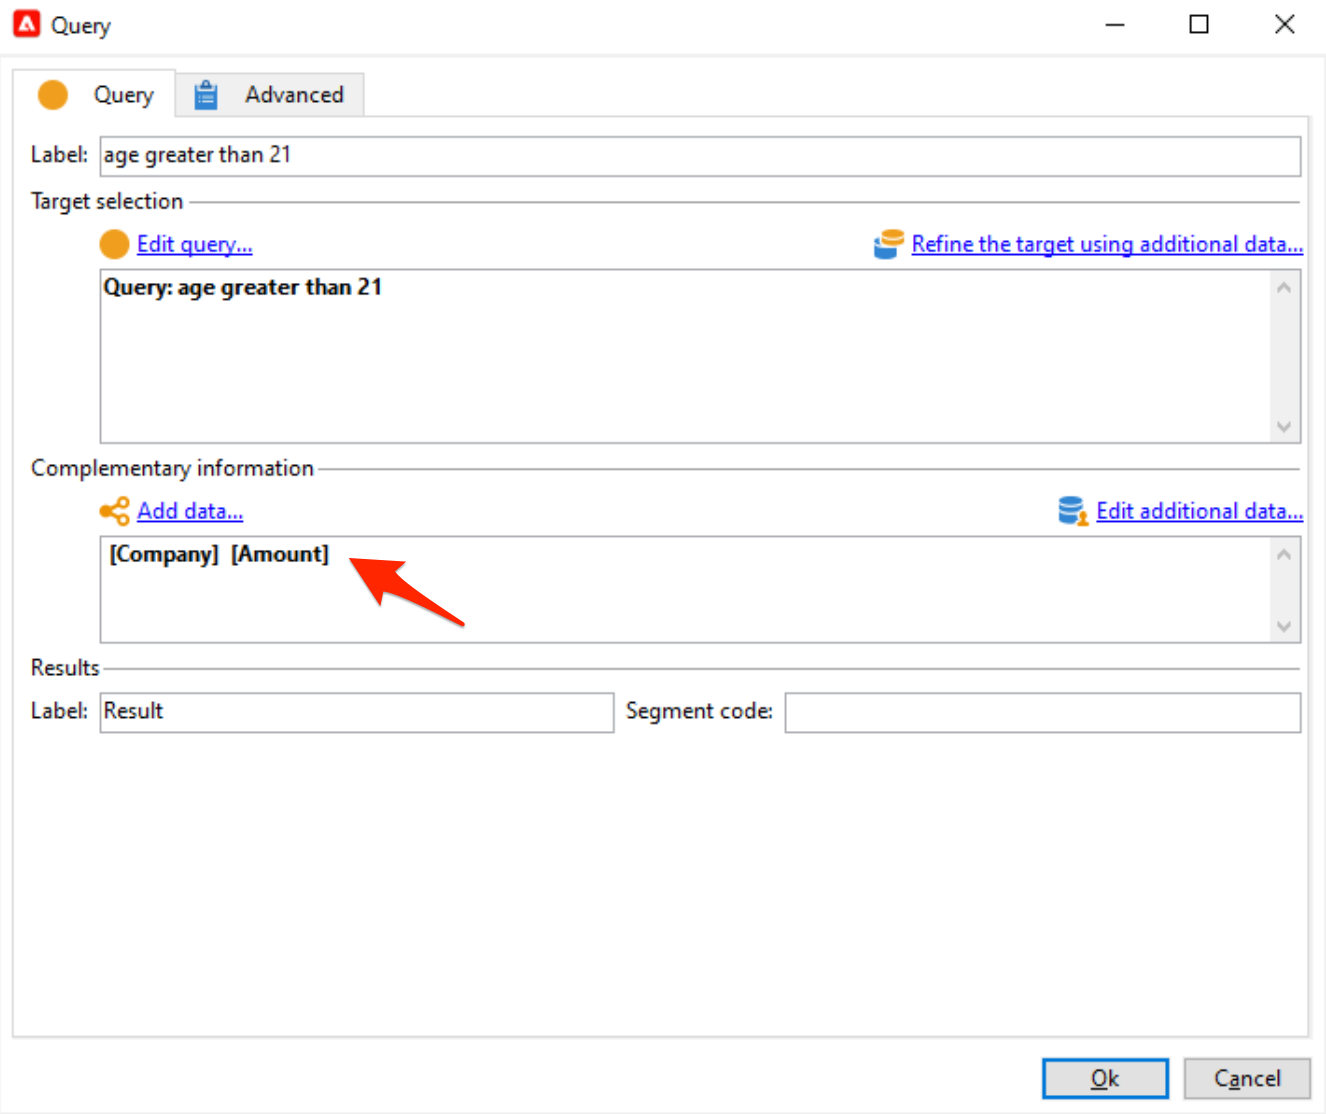 Query
Query
Advanced
Label: age greater than 21
Target selection
Edit query... Refine the target using additional data...
Query: age greater than 21
Complementary information
Add data... Edit additional data...
[Company] [Amount]
Results
Label: Result Segment code:
Ok Cancel